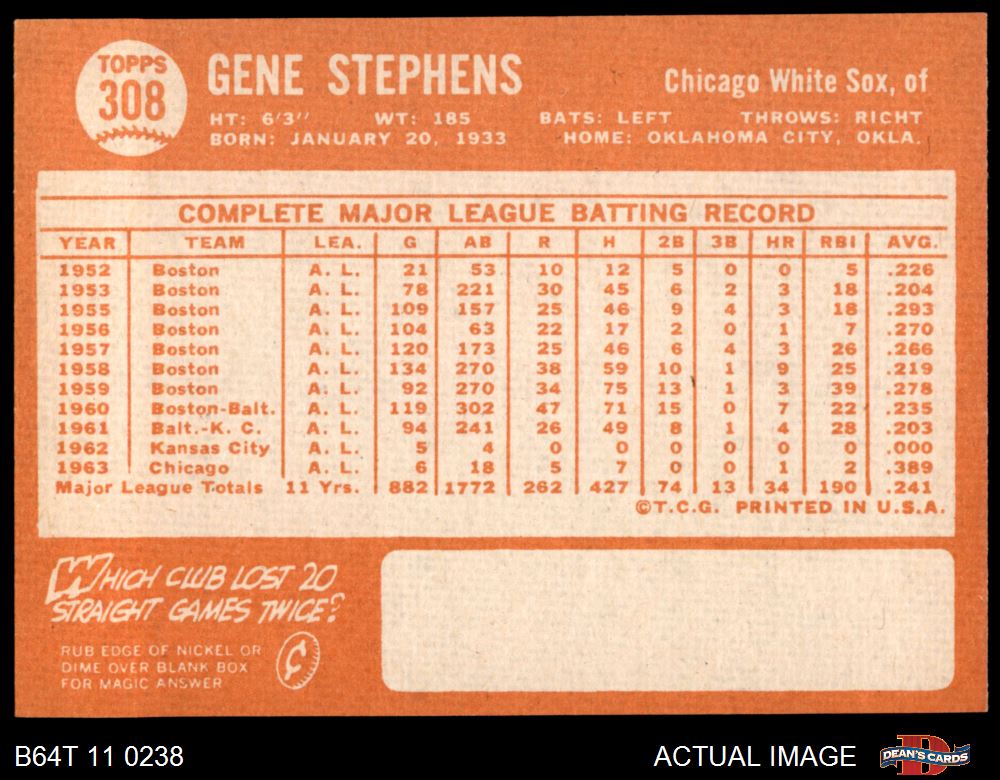 TOPPS
308
GENE STEPHENS
Chicago White Sox, of
HT: 6'3'' WT: 185 BATS: LEFT THROWS: RICHT
BORN: JANUARY 20, 1933 HOME: OKLAHOMA CITY, OKLA.
COMPLETE MAJOR LEAGUE BATTING RECORD
YEAR TEAM LEA. G AB R H 2B 3B HR RBI AVG.
1952 Boston A. L. 21 53 10 12 5 0 0 5 .226
1953 Boston A. L. 78 221 30 45 6 2 3 18 .204
1955 Boston A. L. 109 157 25 46 9 4 3 18 .293
1956 Boston A. L. 104 63 22 17 2 0 1 7 .270
1957 Boston A. L. 120 173 25 46 6 4 3 26 .266
1958 Boston A. L. 134 270 38 59 10 1 9 25 .219
1959 Boston A. L. 92 270 34 75 13 1 3 39 .278
1960 Boston-Balt. A. L. 119 302 47 71 15 0 7 22 .235
1961 Balt.-K. C. A. L. 94 241 26 49 8 1 4 28 .203
1962 Kansas City A. L. 5 4 0 0 0 0 0 0 .000
1963 Chicago A. L. 6 18 5 7 0 0 1 2 .389
Major League Totals 11 Yrs. 882 1772 262 427 74 13 34 190 .241
©T.C.G. PRINTED IN U.S.A.
WHICH CLUB LOST 20
STRAIGHT GAMES TWICE?
RUB EDGE OF NICKEL OR
DIME OVER BLANK BOX
FOR MAGIC ANSWER
¢
B64T 11 0238
ACTUAL IMAGE
D
DEAN'S CARDS